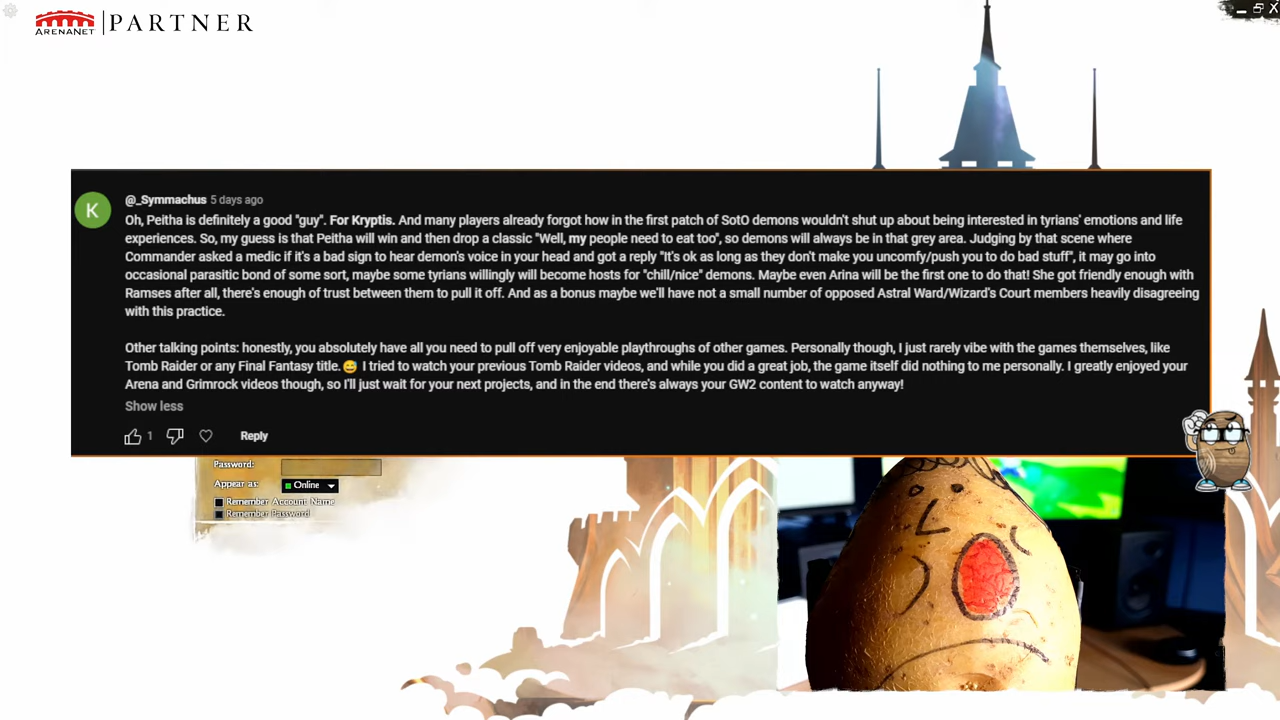 ARENANET PARTNER
@_Symmachus 5 days ago
K
Oh, Peitha is definitely a good "guy". For Kryptis. And many players already forgot how in the first patch of SotO demons wouldn't shut up about being interested in tyrians' emotions and life
experiences. So, my guess is that Peitha will win and then drop a classic "Well, my people need to eat too", so demons will always be in that grey area. Judging by that scene where
Commander asked a medic if it's a bad sign to hear demon's voice in your head and got a reply "It's ok as long as they don't make you uncomfy/push you to do bad stuff", it may go into
occasional parasitic bond of some sort, maybe some tyrians willingly will become hosts for "chill/nice" demons. Maybe even Arina will be the first one to do that! She got friendly enough with
Ramses after all, there's enough of trust between them to pull it off. And as a bonus maybe we'll have not a small number of opposed Astral Ward/Wizard's Court members heavily disagreeing
with this practice.
Other talking points: honestly, you absolutely have all you need to pull off very enjoyable playthroughs of other games. Personally though, I just rarely vibe with the games themselves, like
Tomb Raider or any Final Fantasy title.😅 I tried to watch your previous Tomb Raider videos, and while you did a great job, the game itself did nothing to me personally. I greatly enjoyed your
Arena and Grimrock videos though, so I'll just wait for your next projects, and in the end there's always your GW2 content to watch anyway!
Show less
1 Reply
Password:
Appear as: Online
Remember Account Name
Remember Password